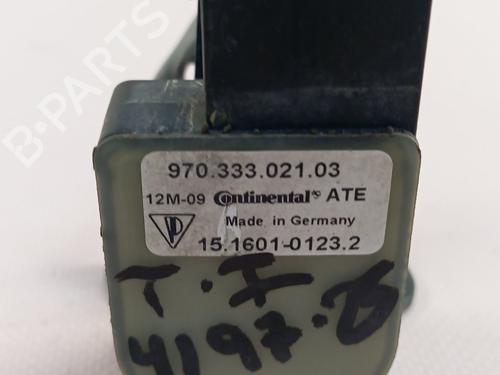 B-PARTS
970.333.021.03
12M-09 Continental ATE
Made in Germany
15.1601-0123.2
T.I
4197.B